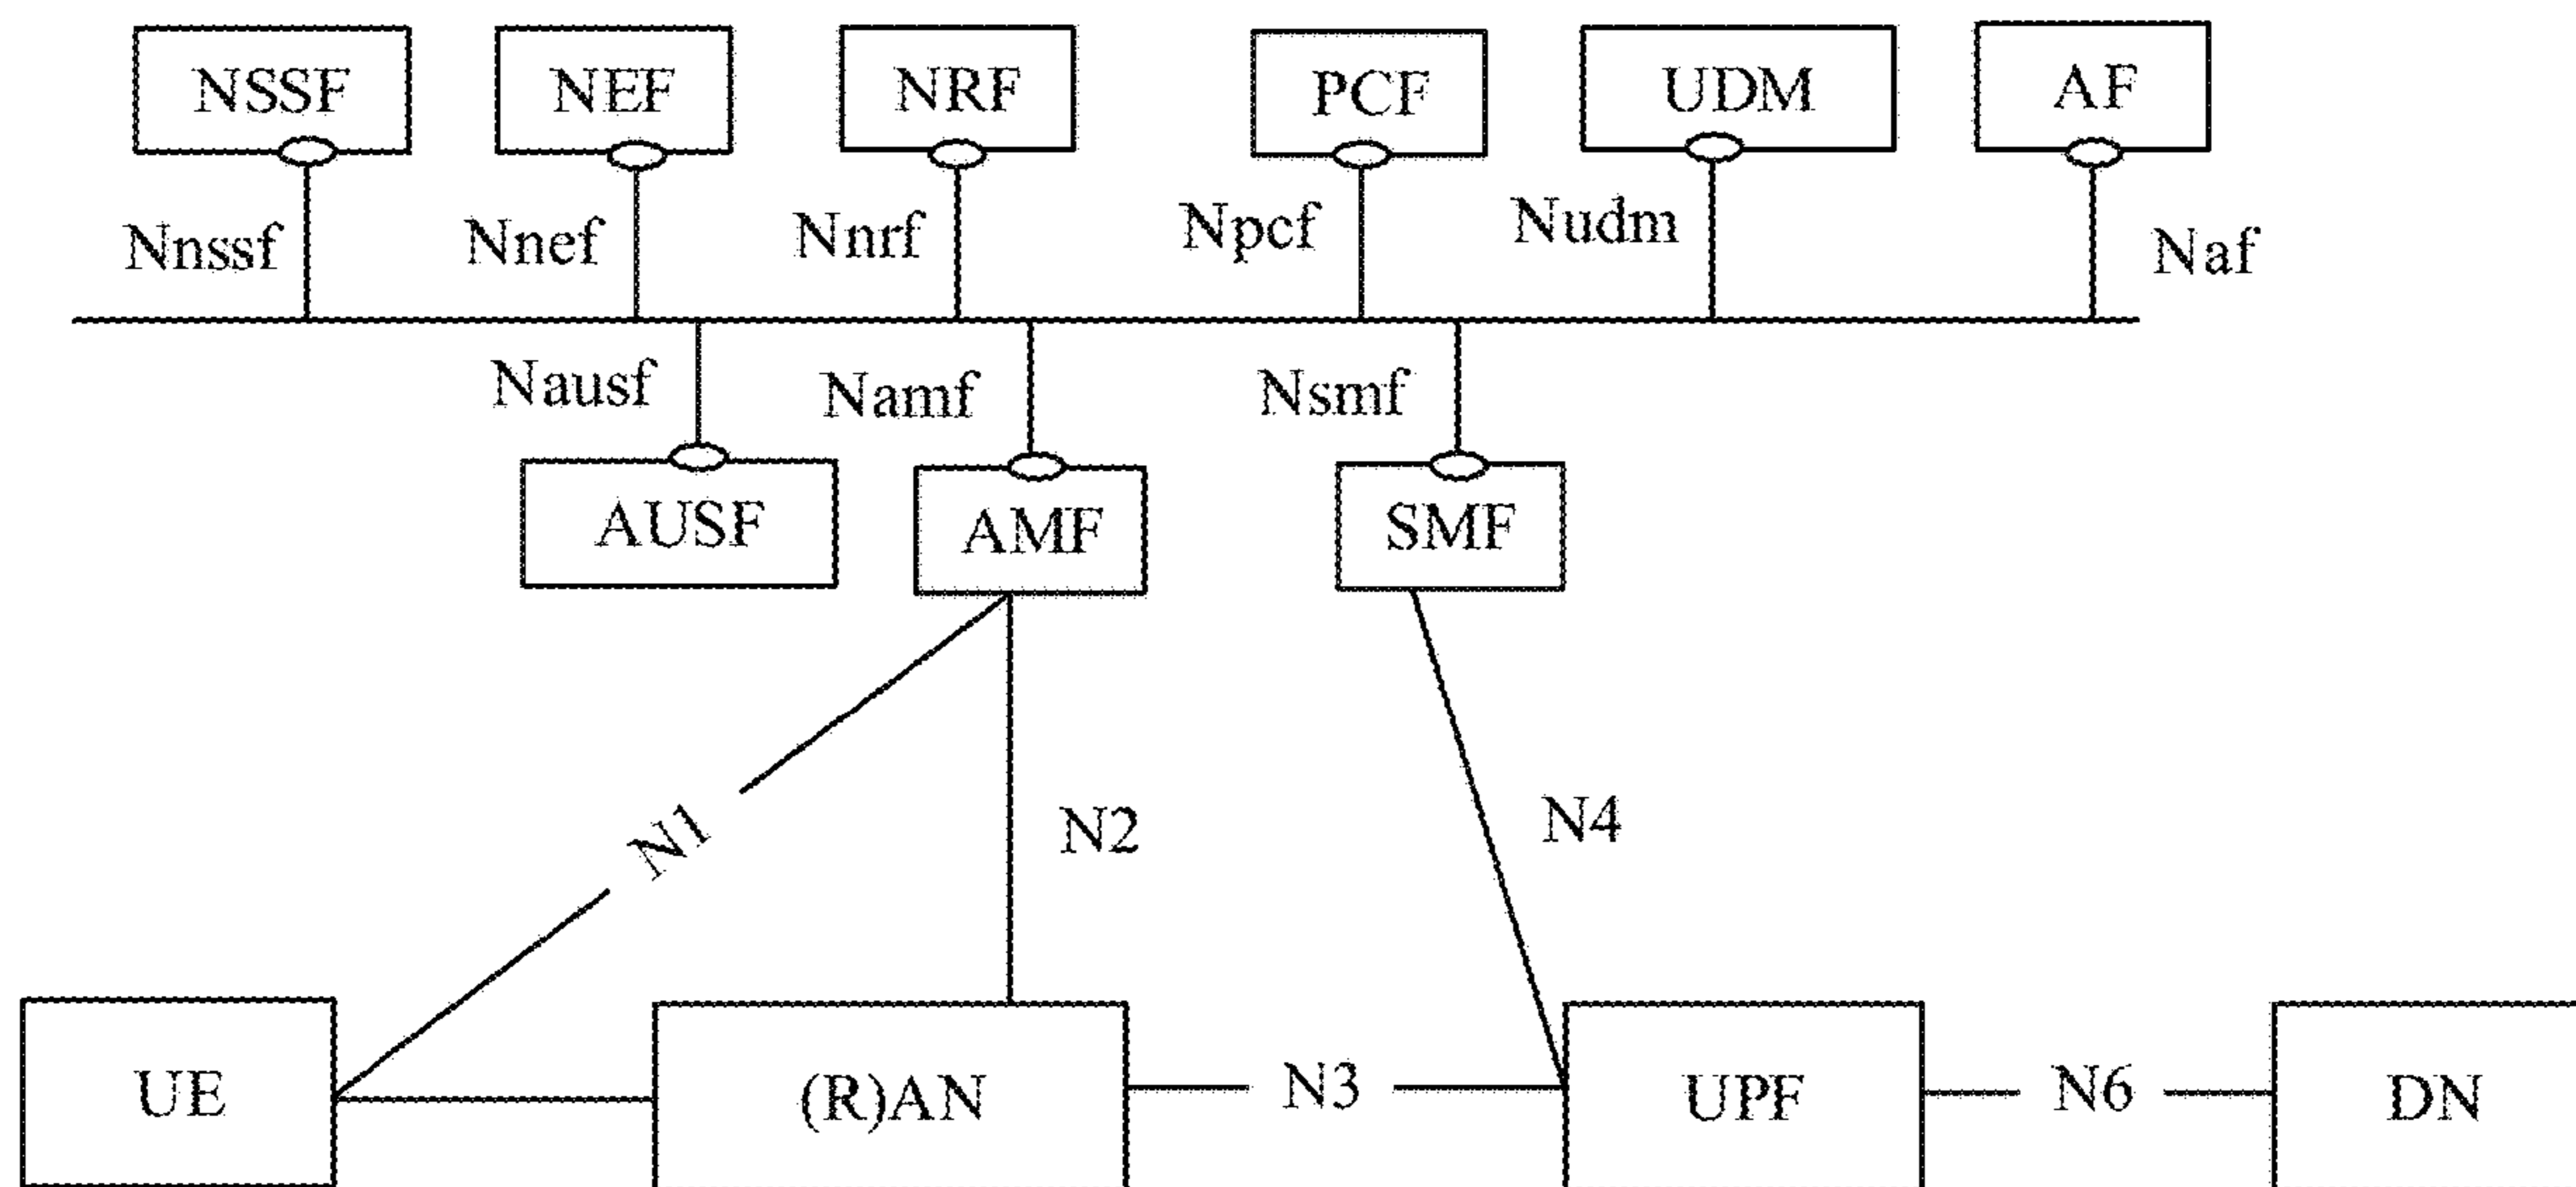 NSSF NEF NRF PCF UDM AF
Nnssf Nnef Nnrf Npcf Nudm Naf
Nausf Namf Nsmf
AUSF AMF SMF
N1 N2 N4
UE (R)AN N3 UPF N6 DN